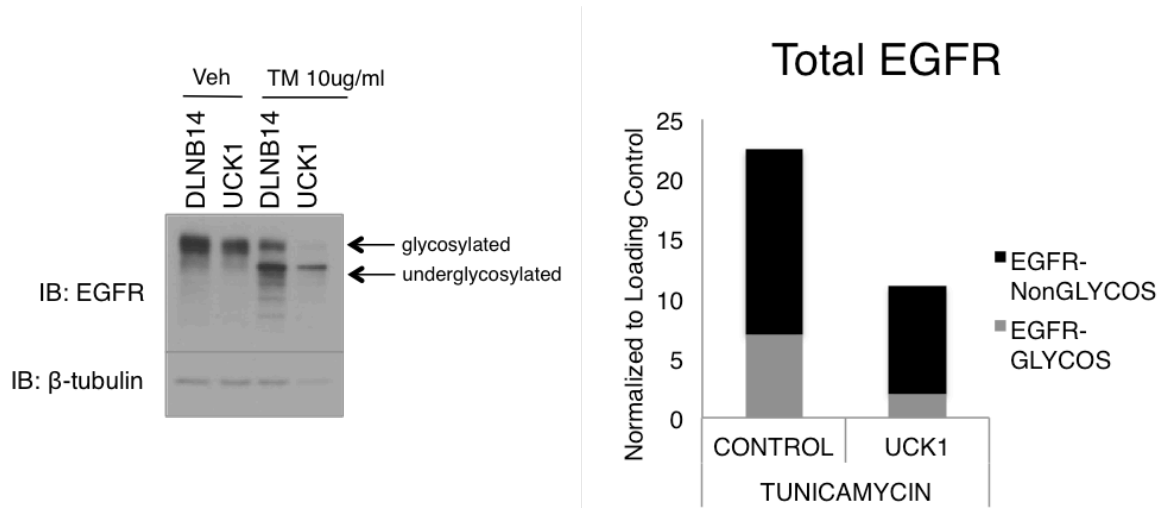 Veh TM 10ug/ml
DLNB14 UCK1 DLNB14 UCK1
glycosylated
underglycosylated
IB: EGFR
IB: β-tubulin
Total EGFR
Normalized to Loading Control
25
20
15
10
5
0
CONTROL UCK1
TUNICAMYCIN
EGFR-
NonGLYCOS
EGFR-
GLYCOS